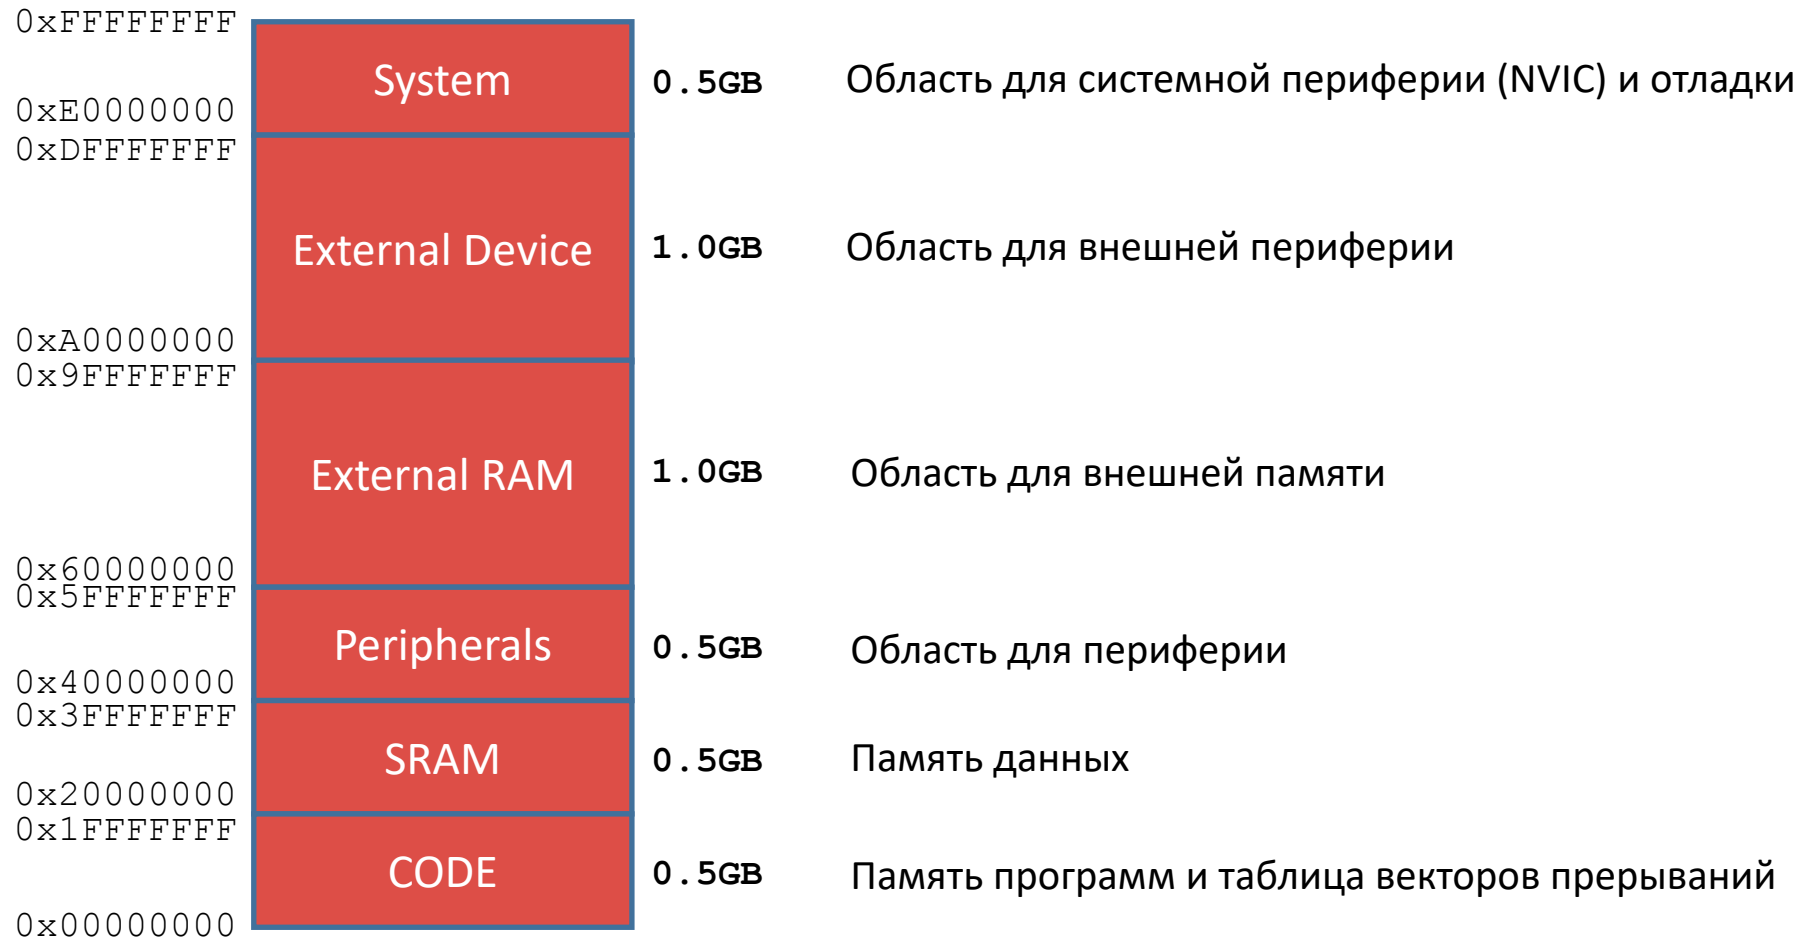 0xFFFFFFFF
System 0.5GB Область для системной периферии (NVIC) и отладки
0xE0000000
0xDFFFFFFF
External Device 1.0GB Область для внешней периферии
0xA0000000
0x9FFFFFFF
External RAM 1.0GB Область для внешней памяти
0x60000000
0x5FFFFFFF
Peripherals 0.5GB Область для периферии
0x40000000
0x3FFFFFFF
SRAM 0.5GB Память данных
0x20000000
0x1FFFFFFF
CODE 0.5GB Память программ и таблица векторов прерываний
0x00000000